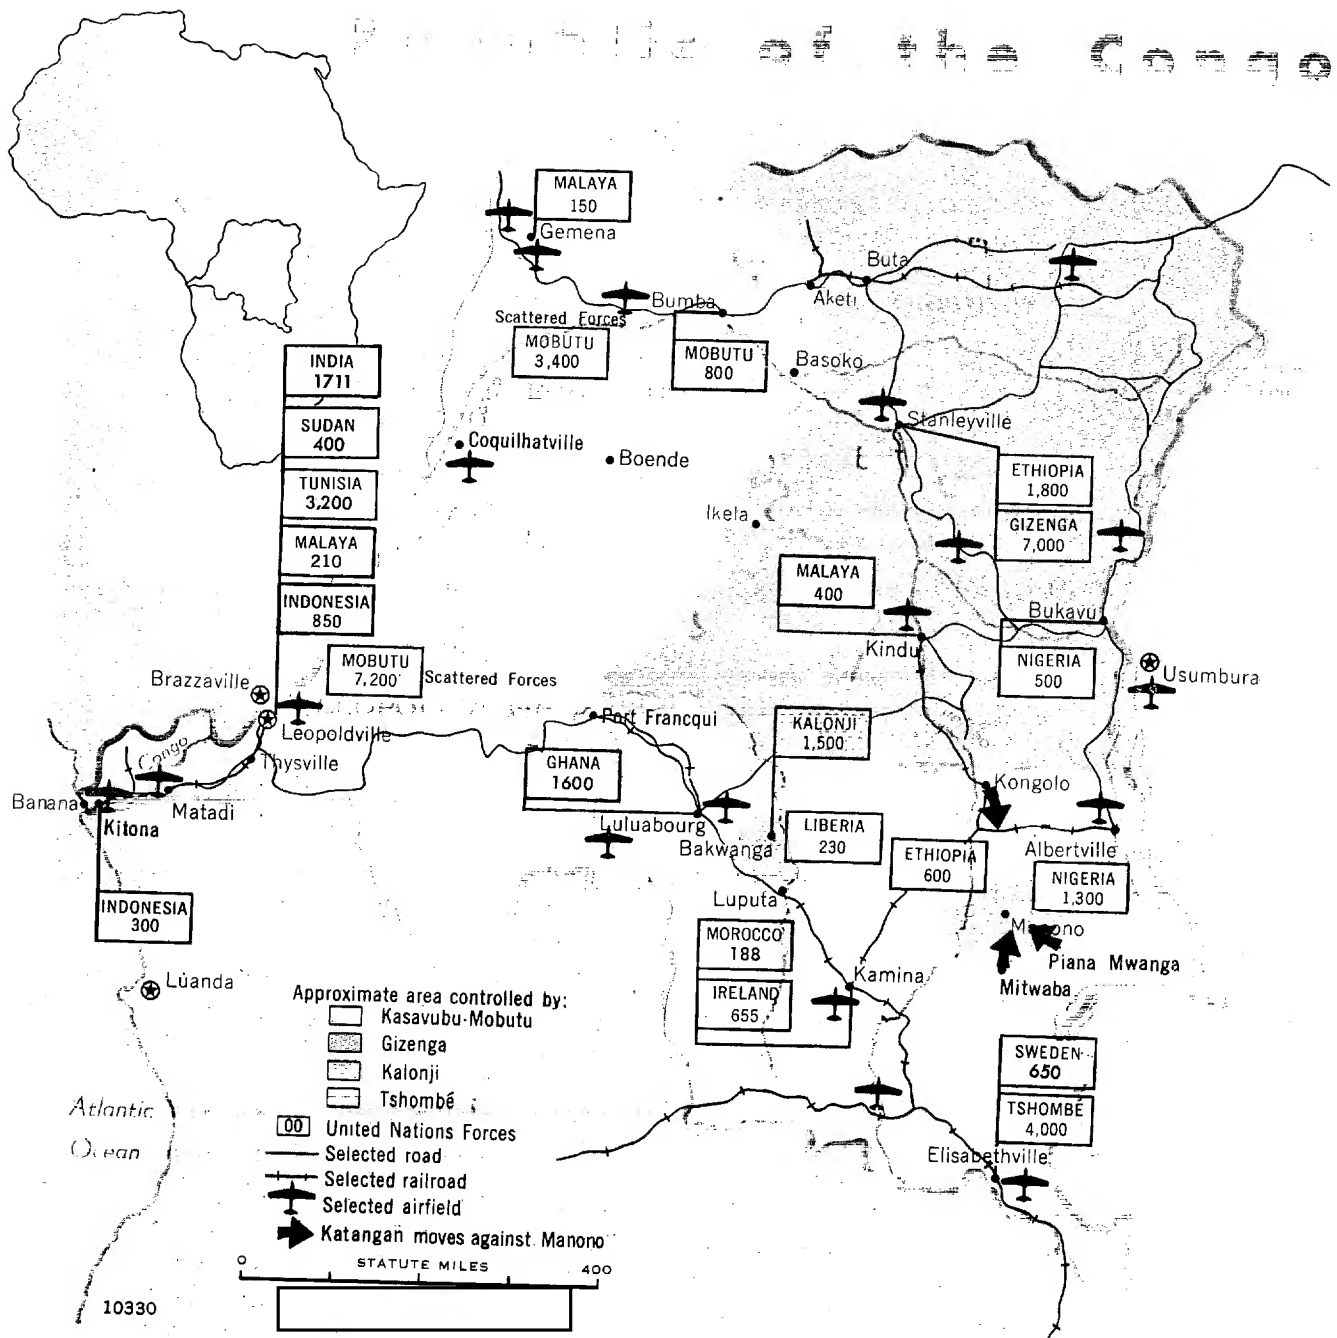 of the Congo
MALAYA
150
Gemena
Buta
Aketi
Bumba
Scattered Forces
MOBUTU
3,400
MOBUTU
800
Basoko
INDIA
1711
SUDAN
400
TUNISIA
3,200
MALAYA
210
INDONESIA
850
Coquilhatville
Boende
Ikela
Stanleyville
ETHIOPIA
1,800
GIZENGA
7,000
MALAYA
400
Kindu
Bukavu
NIGERIA
500
Usumbura
MOBUTU
7,200
Scattered Forces
Brazzaville
Leopoldville
Congo
Thysville
Banana
Kitona
Matadi
INDONESIA
300
Luanda
Port Francqui
GHANA
1600
KALONJI
1,500
Luluabourg
Bakwanga
LIBERIA
230
ETHIOPIA
600
Kongolo
Albertville
NIGERIA
1,300
Luputa
MOROCCO
188
IRELAND
655
Kamina
Manono
Piana Mwanga
Mitwaba
SWEDEN
650
TSHOMBÉ
4,000
Elisabethville
Approximate area controlled by:
Kasavubu-Mobutu
Gizenga
Kalonji
Tshombé
00 United Nations Forces
Selected road
Selected railroad
Selected airfield
Katangan moves against Manono
Atlantic
Ocean
0 STATUTE MILES 400
10330